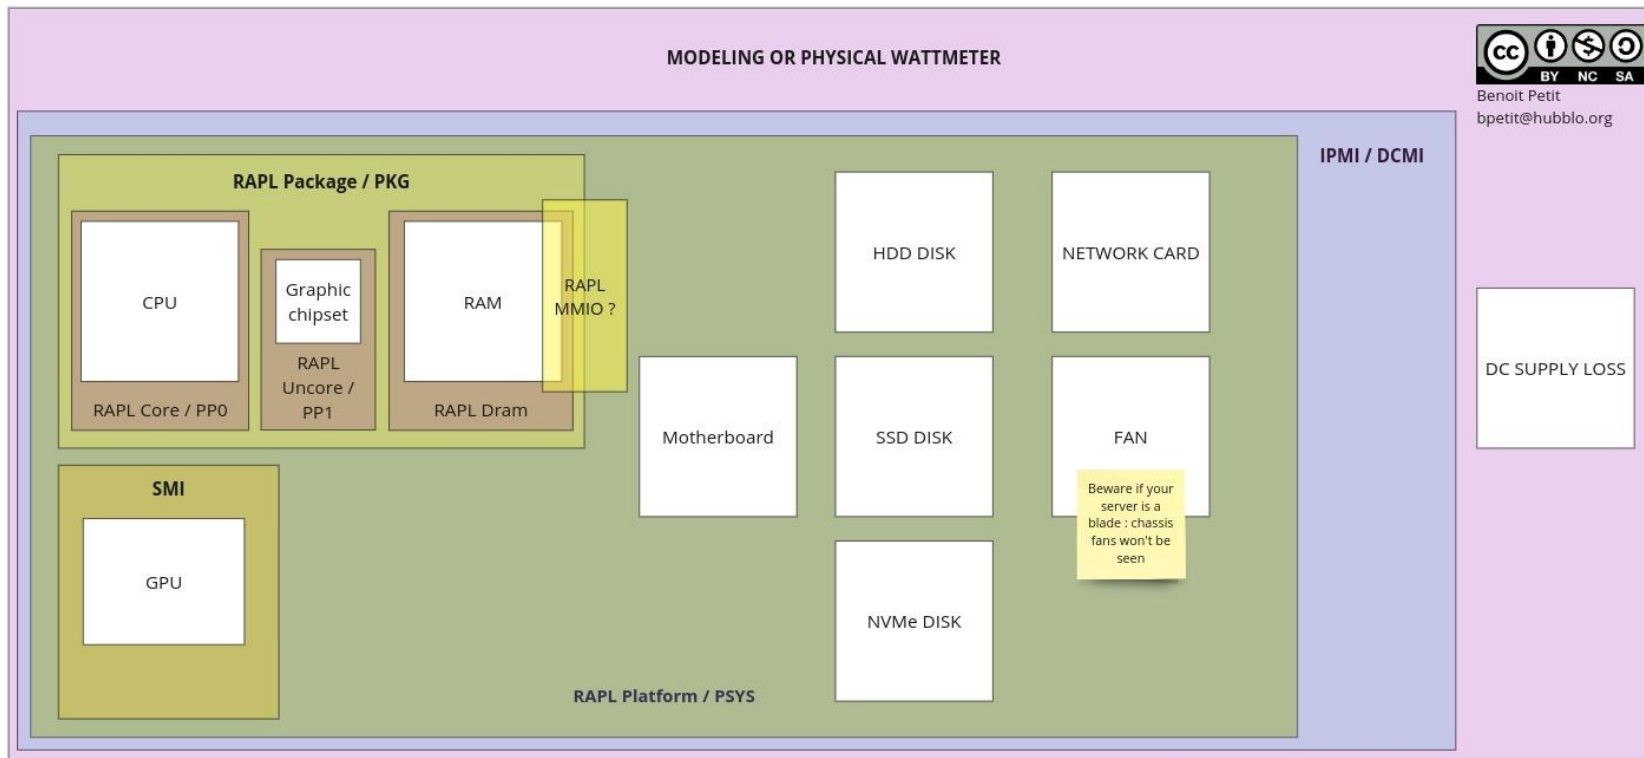 MODELING OR PHYSICAL WATTMETER
CC
BY NC SA
Benoit Petit
bpetit@hubblo.org
IPMI / DCMI
RAPL Package / PKG
CPU
RAPL Core / PP0
Graphic
chipset
RAPL
Uncore /
PP1
RAM
RAPL Dram
RAPL
MMIO ?
HDD DISK
NETWORK CARD
DC SUPPLY LOSS
Motherboard
SSD DISK
FAN
Beware if your
server is a
blade : chassis
fans won't be
seen
SMI
GPU
NVMe DISK
RAPL Platform / PSYS